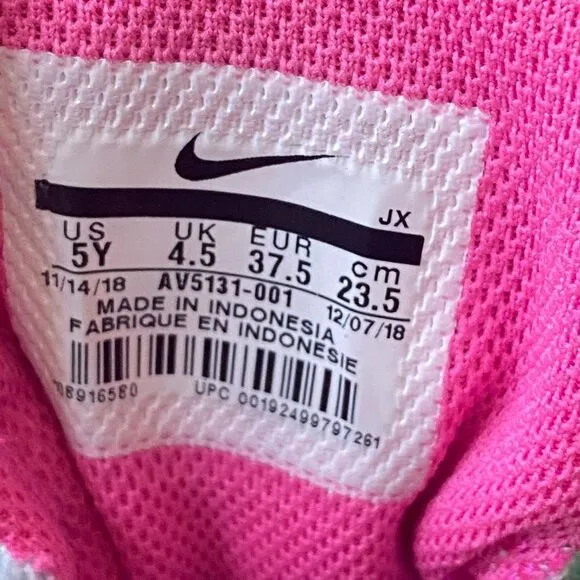 JX
US UK EUR cm
5Y 4.5 37.5 23.5
11/14/18 AV5131-001 12/07/18
MADE IN INDONESIA
FABRIQUE EN INDONESIE
08916580 UPC 00192499797261